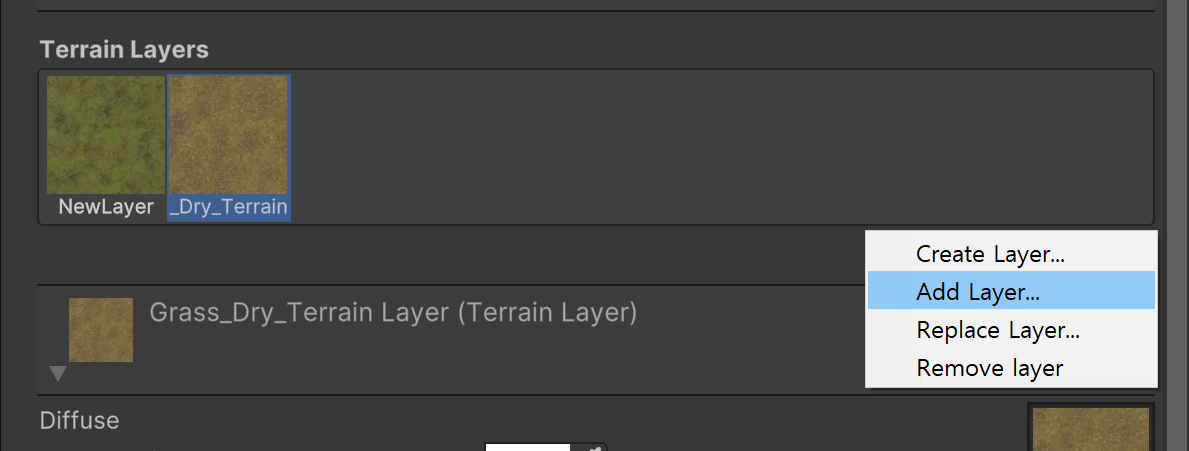 Terrain Layers
NewLayer
_Dry_Terrain
Create Layer...
Add Layer...
Replace Layer...
Remove layer
Grass_Dry_Terrain Layer (Terrain Layer)
Diffuse